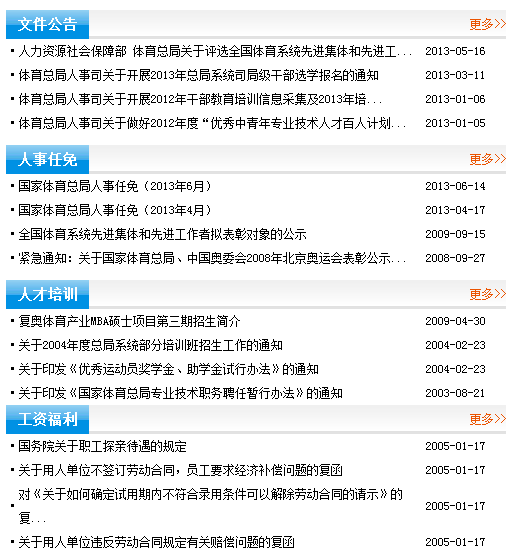 文件公告 更多>>
人力资源社会保障部 体育总局关于评选全国体育系统先进集体和先进工... 2013-05-16
体育总局人事司关于开展2013年总局系统司局级干部选学报名的通知 2013-03-11
体育总局人事司关于开展2012年干部教育培训信息采集及2013年培... 2013-01-06
体育总局人事司关于做好2012年度“优秀中青年专业技术人才百人计划... 2013-01-05
人事任免 更多>>
国家体育总局人事任免（2013年6月） 2013-06-14
国家体育总局人事任免（2013年4月） 2013-04-17
全国体育系统先进集体和先进工作者拟表彰对象的公示 2009-09-15
紧急通知：关于国家体育总局、中国奥委会2008年北京奥运会表彰公示... 2008-09-27
人才培训 更多>>
复奥体育产业MBA硕士项目第三期招生简介 2009-04-30
关于2004年度总局系统部分培训班招生工作的通知 2004-02-23
关于印发《优秀运动员奖学金、助学金试行办法》的通知 2004-02-23
关于印发《国家体育总局专业技术职务聘任暂行办法》的通知 2003-08-21
工资福利 更多>>
国务院关于职工探亲待遇的规定 2005-01-17
关于用人单位不签订劳动合同，员工要求经济补偿问题的复函 2005-01-17
对《关于如何确定试用期内不符合录用条件可以解除劳动合同的请示》的
复... 2005-01-17
关于用人单位违反劳动合同规定有关赔偿问题的复函 2005-01-17